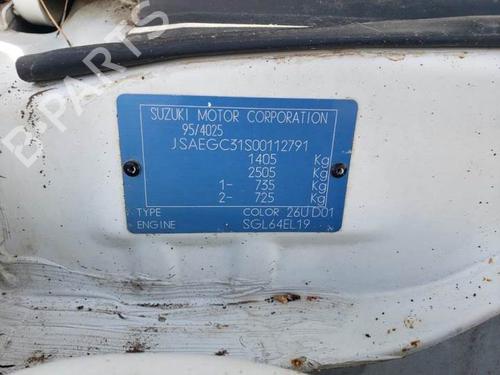 SUZUKI MOTOR CORPORATION
95/4025
JSAEGC31S00112791
1405 Kg
2505 Kg
1- 735 Kg
2- 725 Kg
TYPE COLOR 26U D01
ENGINE SGL64EL19